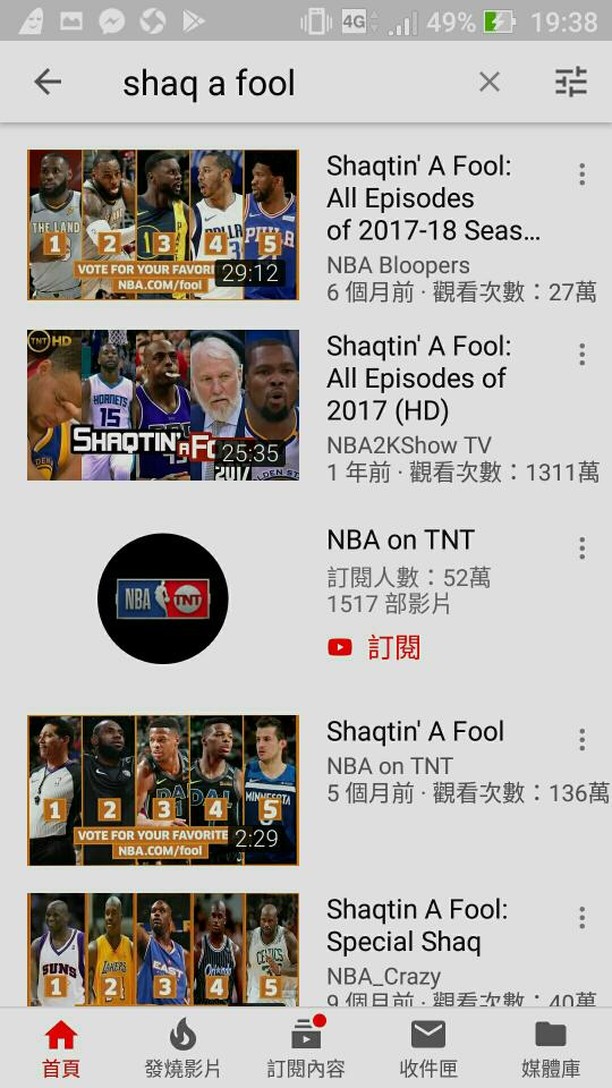 4G 49% 19:38
shaq a fool
Shaqtin' A Fool:
All Episodes
of 2017-18 Seas...
NBA Bloopers
6 個月前 · 觀看次數：27萬
THE LAND
PHILA
1 2 3 4 5
VOTE FOR YOUR FAVORI
NBA.COM/fool
29:12
Shaqtin' A Fool:
All Episodes of
2017 (HD)
NBA2KShow TV
1 年前 · 觀看次數：1311萬
TNT HD
HORNETS
15
SHAQTIN' A FO
25:35
2017
NBA on TNT
訂閱人數：52萬
1517 部影片
訂閱
NBA TNT
Shaqtin' A Fool
NBA on TNT
5 個月前 · 觀看次數：136萬
MINNESOTA
1 2 3 4 5
VOTE FOR YOUR FAVORITE
NBA.COM/fool
2:29
Shaqtin A Fool:
Special Shaq
NBA_Crazy
9 個月前 · 觀看次數：40萬
SUNS
LAKERS
EAST
Orlando
CELTICS
1 2 3 4 5
首頁 發燒影片 訂閱內容 收件匣 媒體庫